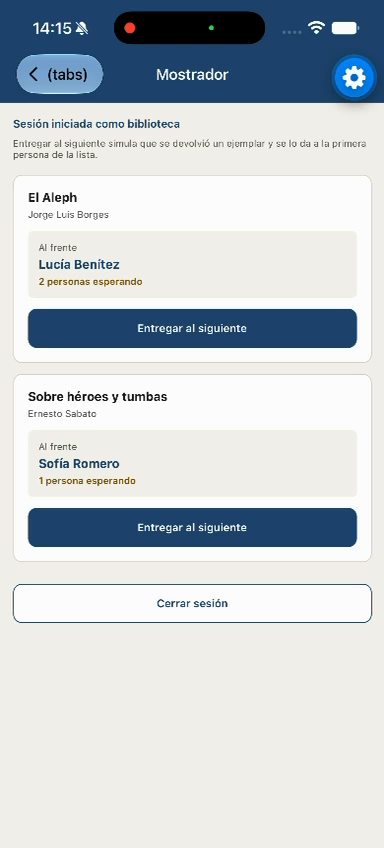 14:15
(tabs)
Mostrador
Sesión iniciada como biblioteca
Entregar al siguiente simula que se devolvió un ejemplar y se lo da a la primera
persona de la lista.
El Aleph
Jorge Luis Borges
Al frente
Lucía Benítez
2 personas esperando
Entregar al siguiente
Sobre héroes y tumbas
Ernesto Sabato
Al frente
Sofía Romero
1 persona esperando
Entregar al siguiente
Cerrar sesión